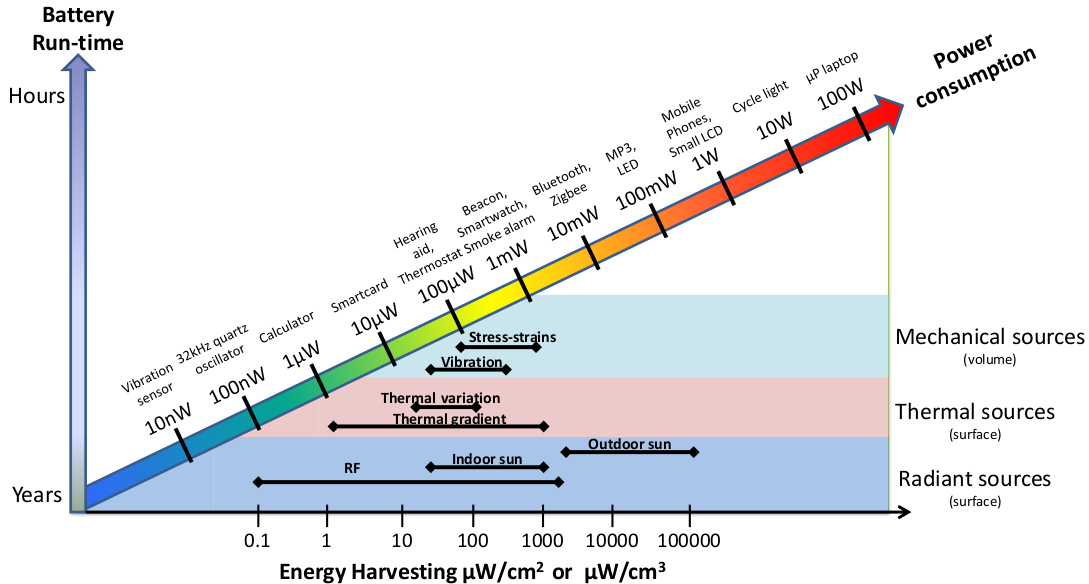 Battery
Run-time
Hours
Years
Power
consumption
Vibration
sensor
10nW
32kHz quartz
oscillator
100nW
Calculator
1µW
Smartcard
10µW
Hearing
aid,
Thermostat
100µW
Beacon,
Smartwatch,
Smoke alarm
1mW
Bluetooth,
Zigbee
10mW
MP3,
LED
100mW
Mobile
Phones,
Small LCD
1W
Cycle light
10W
µP laptop
100W
Stress-strains
Vibration
Mechanical sources
(volume)
Thermal variation
Thermal gradient
Thermal sources
(surface)
Outdoor sun
Indoor sun
RF
Radiant sources
(surface)
0.1 1 10 100 1000 10000 100000
Energy Harvesting µW/cm² or µW/cm³